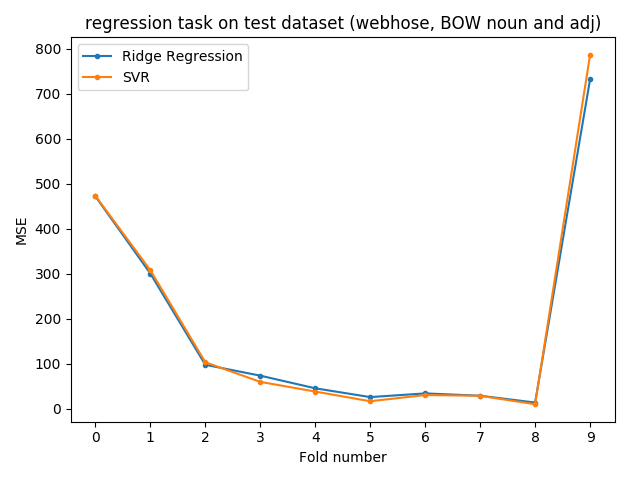 regression task on test dataset (webhose, BOW noun and adj)
Ridge Regression
SVR
800
700
600
500
400
300
200
100
0
MSE
0 1 2 3 4 5 6 7 8 9
Fold number